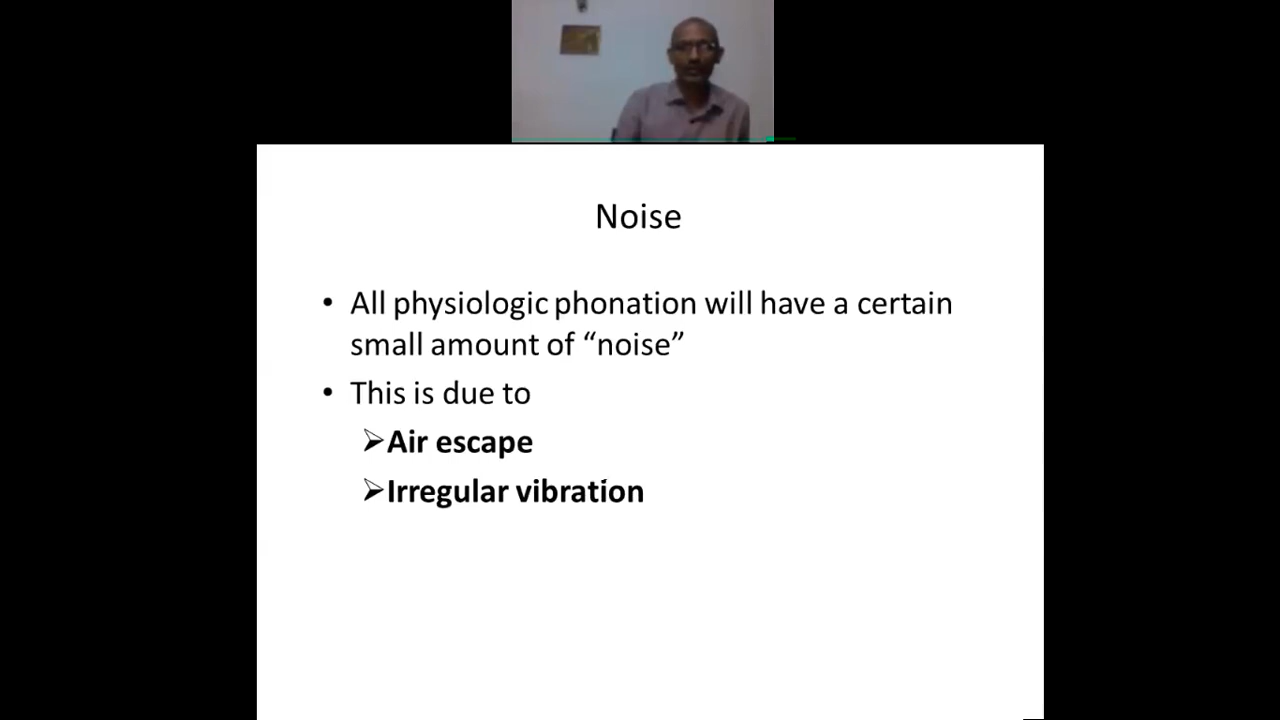 Noise
• All physiologic phonation will have a certain
small amount of “noise”
• This is due to
➢Air escape
➢Irregular vibration